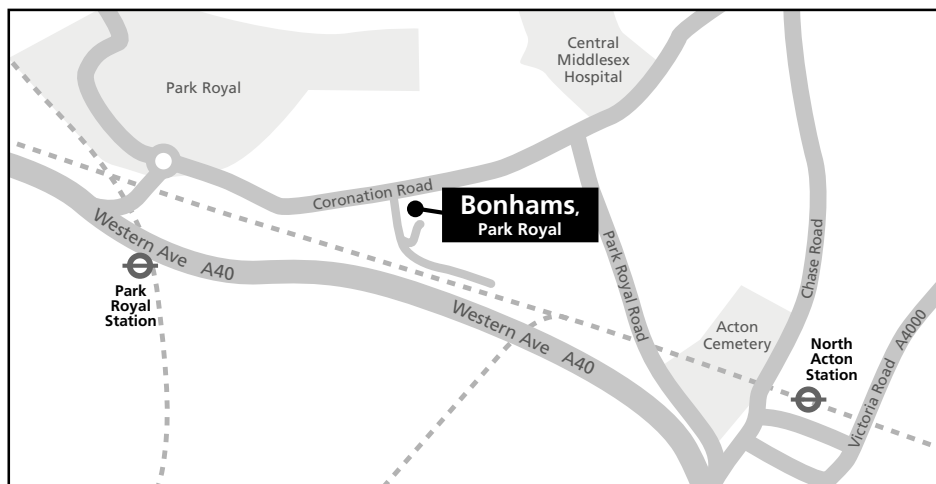 Central
Middlesex
Hospital
Park Royal
Coronation Road
Bonhams,
Park Royal
Western Ave A40
Park
Royal
Station
Park Royal Road
Chase Road
Western Ave A40
Acton
Cemetery
North
Acton
Station
Victoria Road A4000